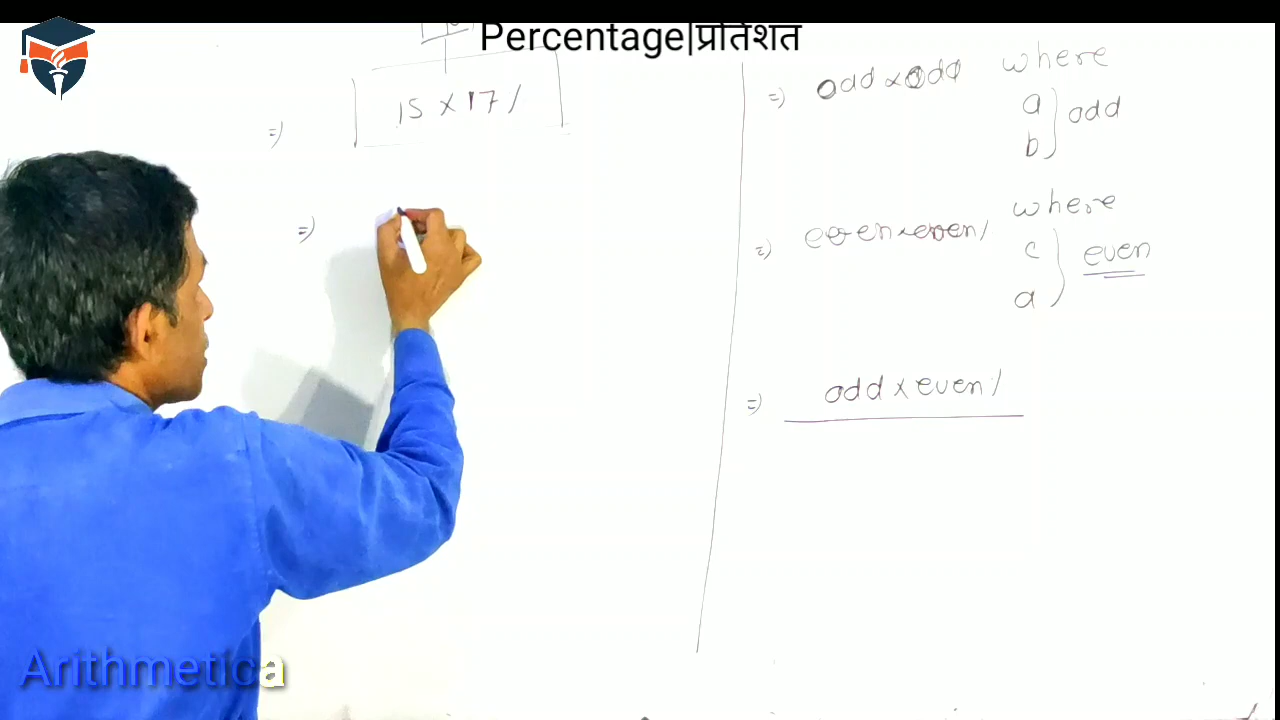 Percentage|प्रतिशत
=) 15 x 17 /
=)
=) odd x odd where
a
b } odd
=) even x even / where
c
a } even
=) odd x even /
Arithmetica